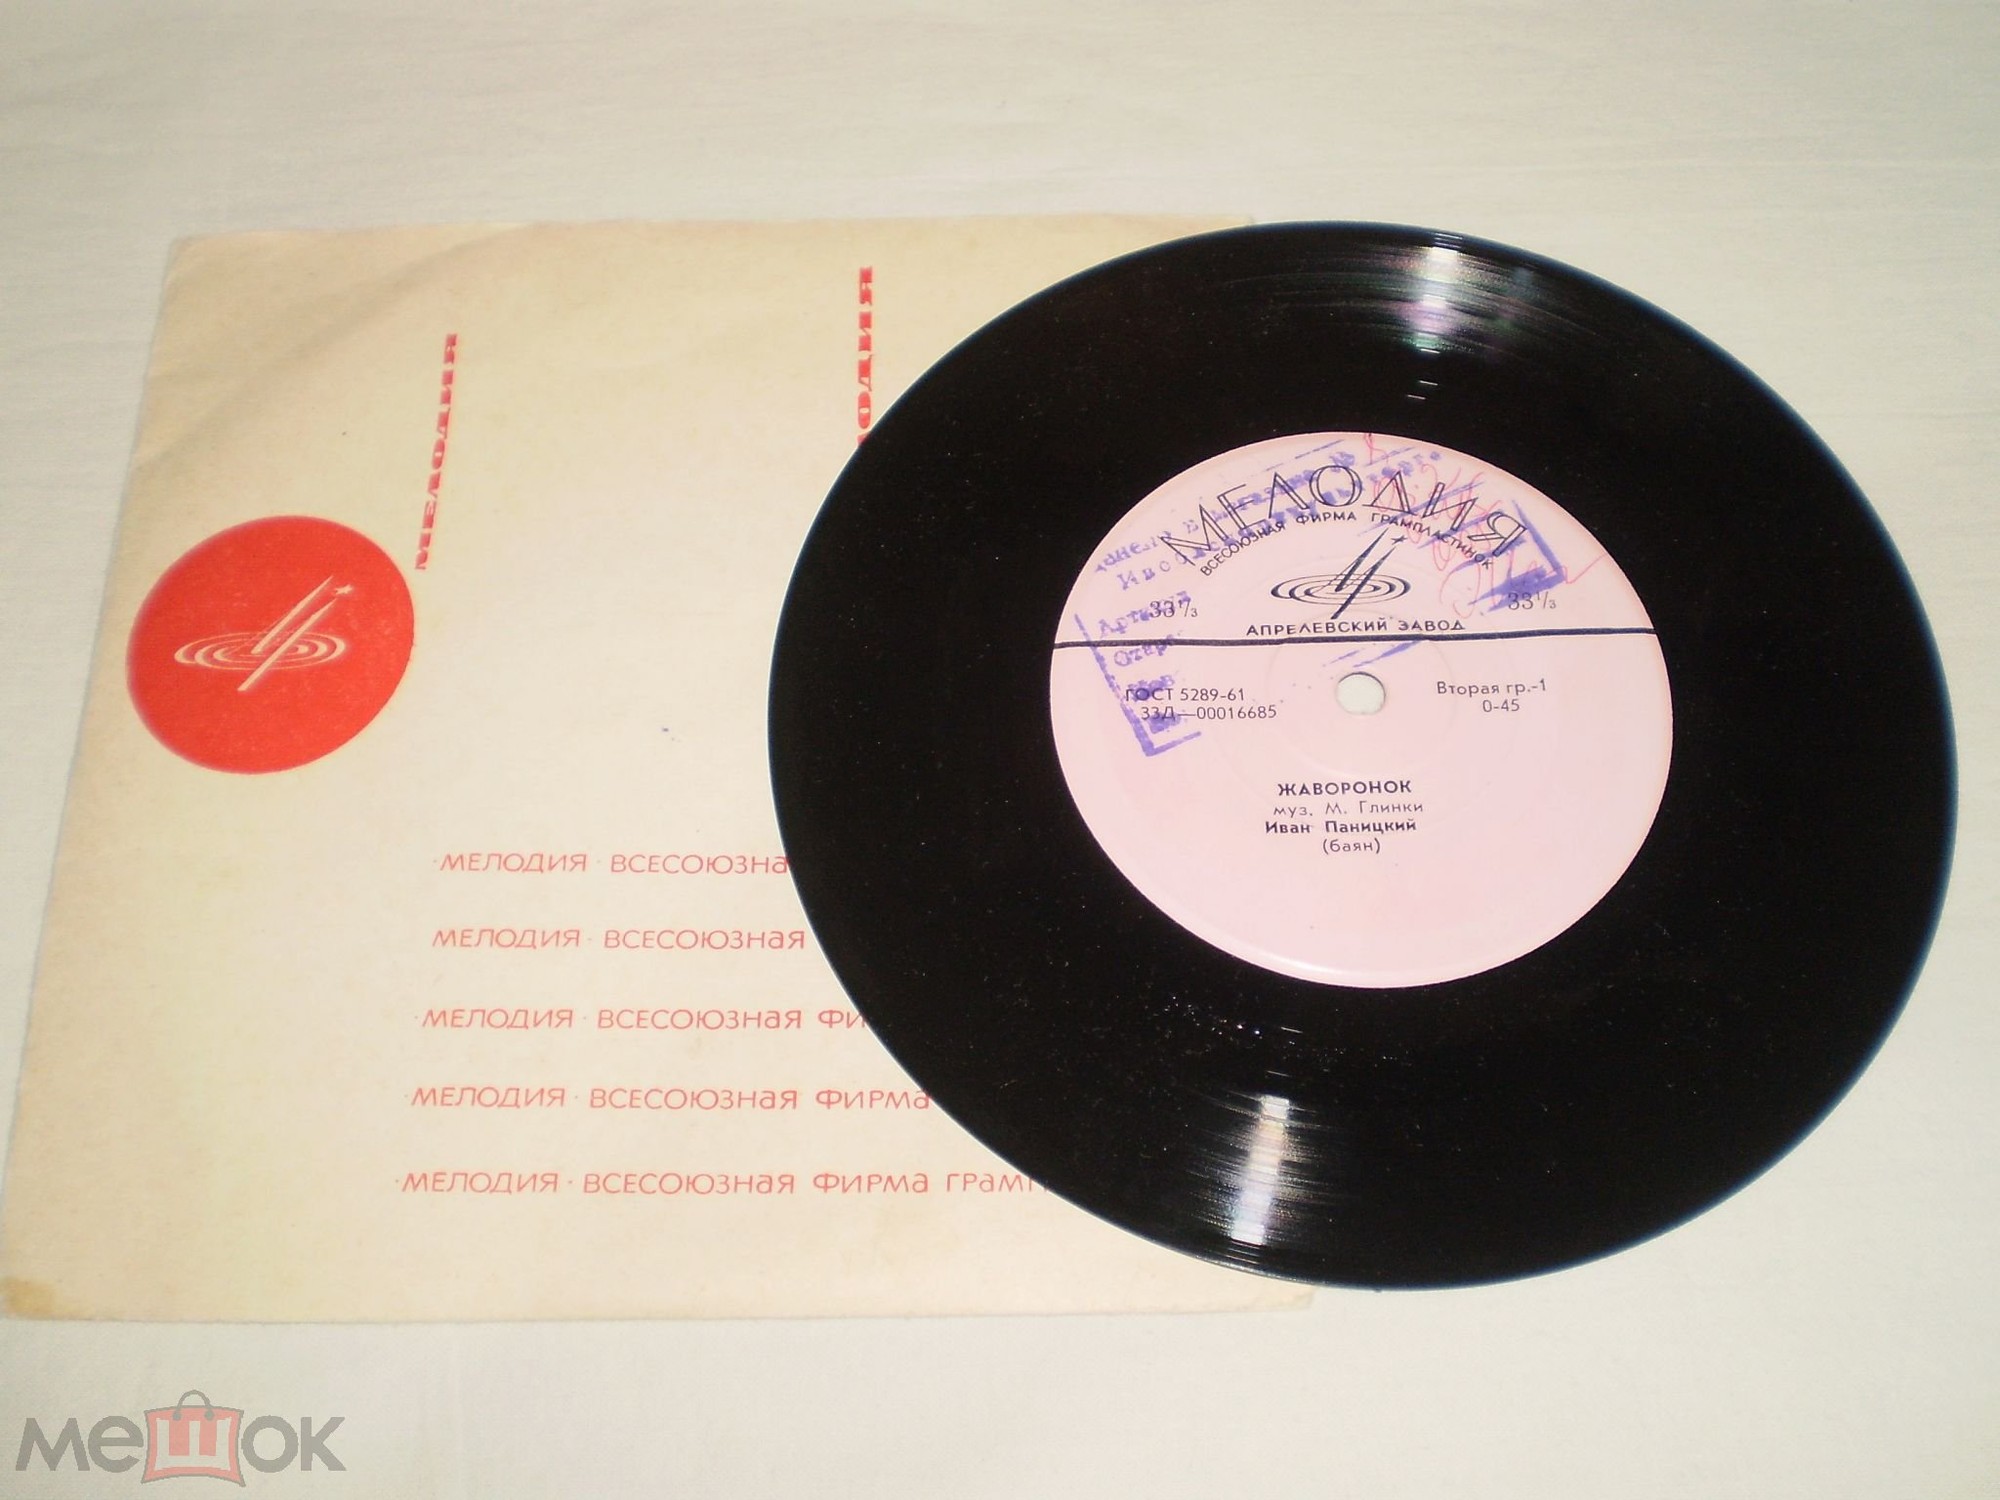 МЕЛОДИЯ
ОДИЯ
·МЕЛОДИЯ·ВСЕСОЮЗНа
МЕЛОДИЯ·ВСЕСОЮЗНая
·МЕЛОДИЯ·ВСЕСОЮЗНая ФИ
·МЕЛОДИЯ·ВСЕСОЮЗНая ФИРМа
·МЕЛОДИЯ·ВСЕСОЮЗНая ФИРМа ГРаМП
МЕЛОДИЯ
ВСЕСОЮЗНАЯ ФИРМА ГРАМПЛАСТИНОК
33⅓ 33⅓
АПРЕЛЕВСКИЙ ЗАВОД
ГОСТ 5289-61 Вторая гр.-1
33Д—00016685 0-45
ЖАВОРОНОК
муз. М. Глинки
Иван Паницкий
(баян)
мешок